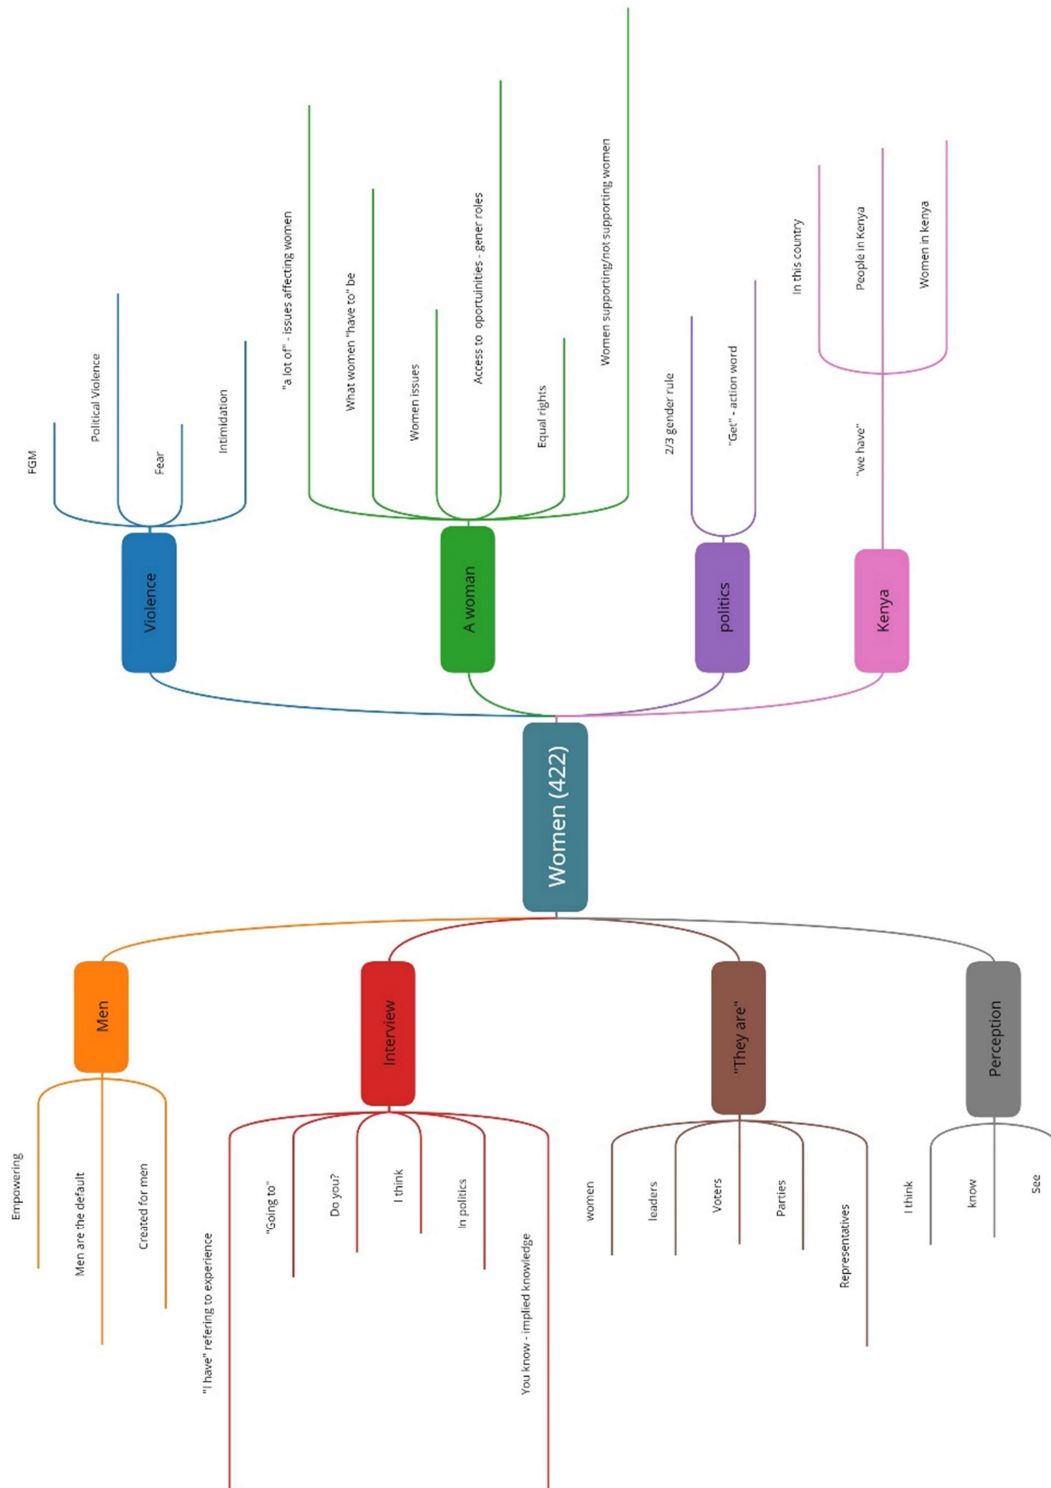 Women (422)
Violence
FGM
Political Violence
Fear
Intimidation
A woman
"a lot of" - issues affecting women
What women "have to" be
Women issues
Access to oportuinities - gener roles
Equal rights
Women supporting/not supporting women
politics
2/3 gender rule
"Get" - action word
Kenya
"we have"
In this country
People in Kenya
Women in kenya
Men
Empowering
Men are the default
Created for men
Interview
"I have" refering to experience
"Going to"
Do you?
I think
In politics
You know - implied knowledge
"They are"
women
leaders
Voters
Parties
Representatives
Perception
I think
know
See